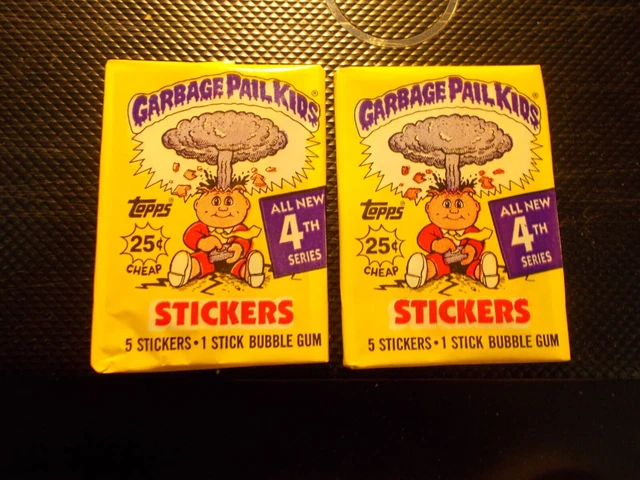 GARBAGE PAIL KIDS®
TOPPS®
25¢
CHEAP
ALL NEW
4TH
SERIES
STICKERS
5 STICKERS • 1 STICK BUBBLE GUM
GARBAGE PAIL KIDS®
TOPPS®
25¢
CHEAP
ALL NEW
4TH
SERIES
STICKERS
5 STICKERS • 1 STICK BUBBLE GUM